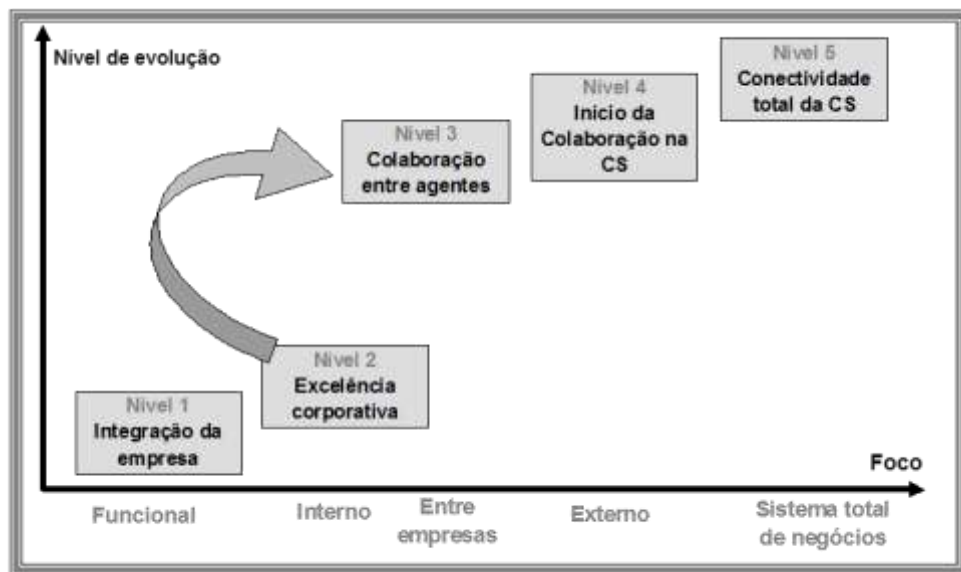 Nível de evolução
Nível 5
Conectividade
total da CS
Nível 4
Início da
Colaboração na
CS
Nível 3
Colaboração
entre agentes
Nível 2
Excelência
corporativa
Nível 1
Integração da
empresa
Foco
Funcional
Interno
Entre
empresas
Externo
Sistema total
de negócios